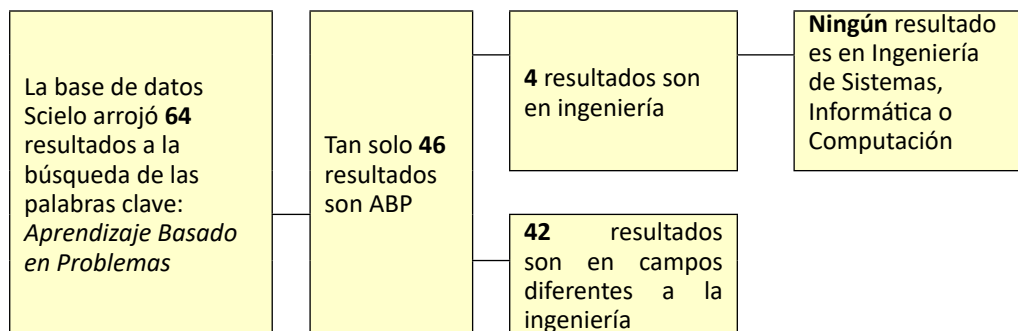 La base de datos
Scielo arrojó 64
resultados a la
búsqueda de las
palabras clave:
Aprendizaje Basado
en Problemas
Tan solo 46
resultados
son ABP
4 resultados son
en ingeniería
Ningún resultado
es en Ingeniería
de Sistemas,
Informática o
Computación
42 resultados
son en campos
diferentes a la
ingeniería